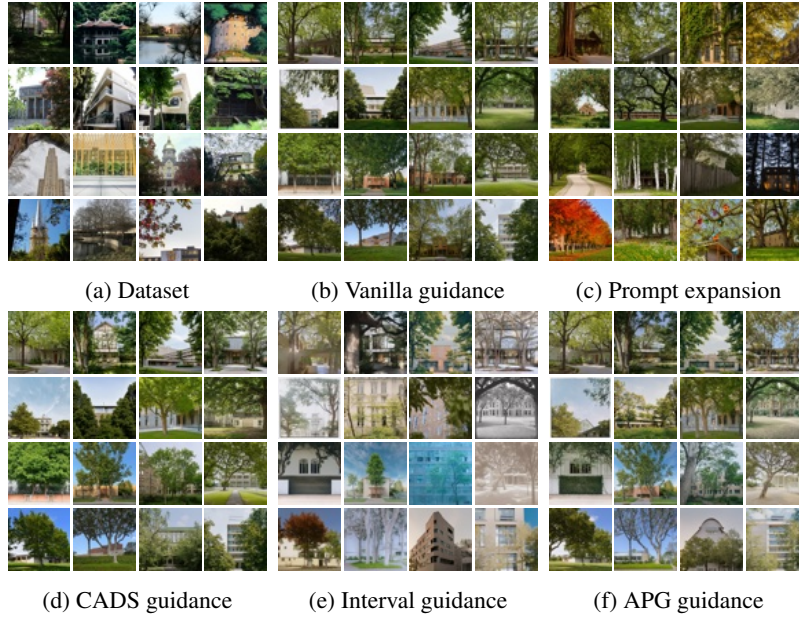 (a) Dataset
(b) Vanilla guidance
(c) Prompt expansion
(d) CADS guidance
(e) Interval guidance
(f) APG guidance